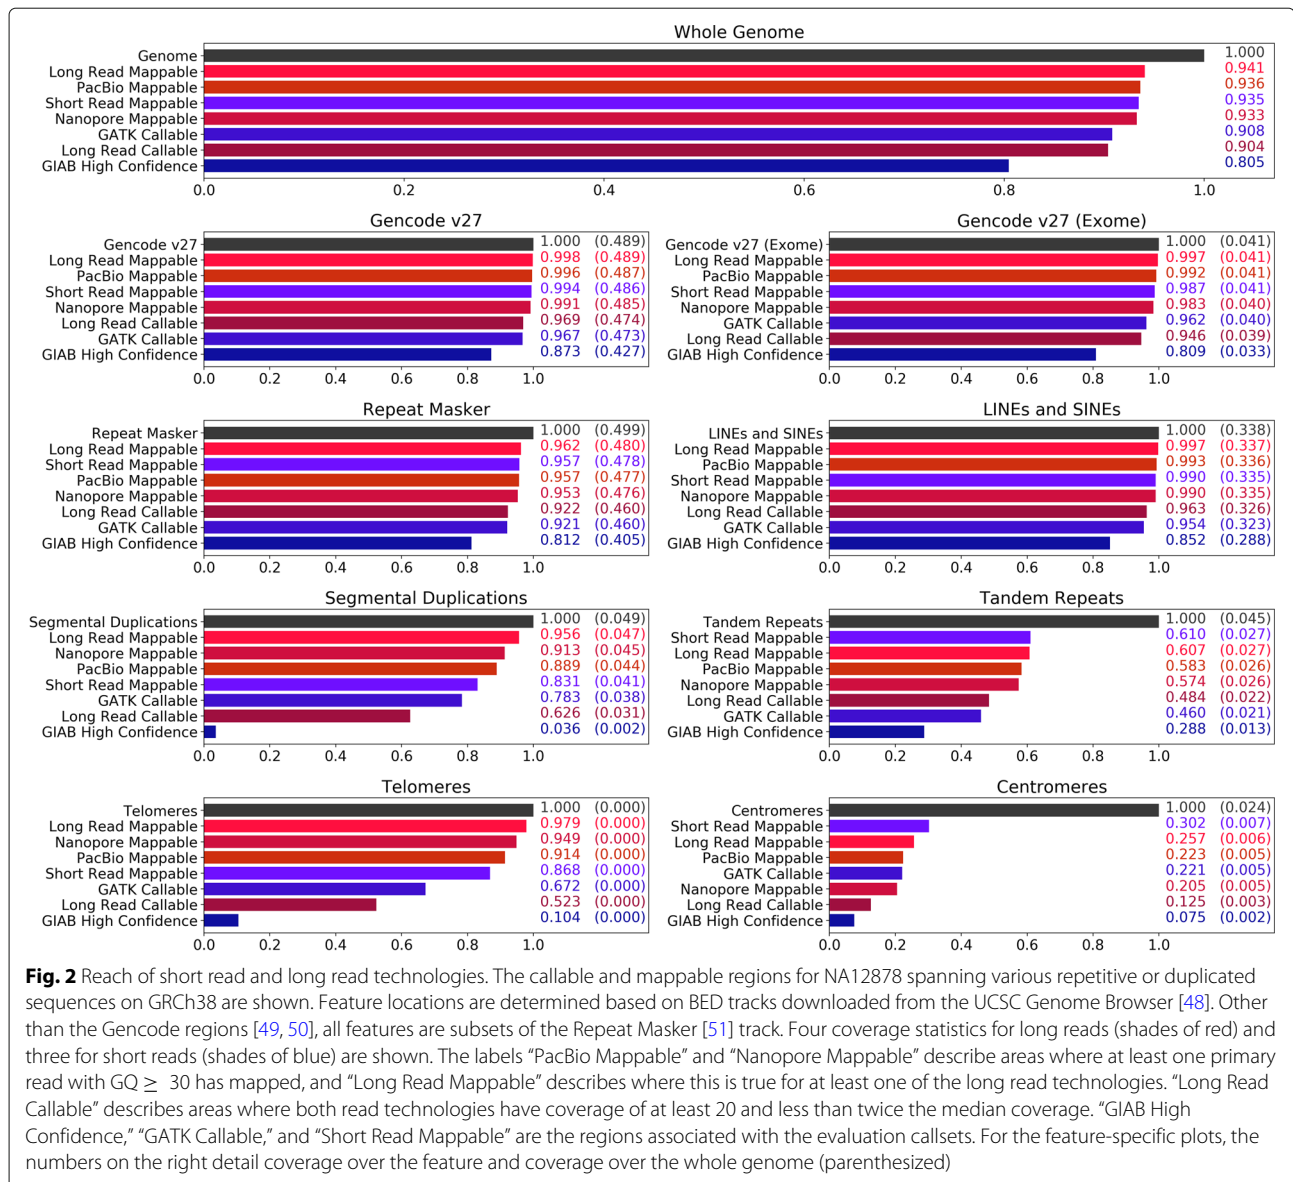 Whole Genome
Genome 1.000
Long Read Mappable 0.941
PacBio Mappable 0.936
Short Read Mappable 0.935
Nanopore Mappable 0.933
GATK Callable 0.908
Long Read Callable 0.904
GIAB High Confidence 0.805
0.0 0.2 0.4 0.6 0.8 1.0
Gencode v27
Gencode v27 1.000 (0.489)
Long Read Mappable 0.998 (0.489)
PacBio Mappable 0.996 (0.487)
Short Read Mappable 0.994 (0.486)
Nanopore Mappable 0.991 (0.485)
Long Read Callable 0.969 (0.474)
GATK Callable 0.967 (0.473)
GIAB High Confidence 0.873 (0.427)
0.0 0.2 0.4 0.6 0.8 1.0
Gencode v27 (Exome)
Gencode v27 (Exome) 1.000 (0.041)
Long Read Mappable 0.997 (0.041)
PacBio Mappable 0.992 (0.041)
Short Read Mappable 0.987 (0.041)
Nanopore Mappable 0.983 (0.040)
GATK Callable 0.962 (0.040)
Long Read Callable 0.946 (0.039)
GIAB High Confidence 0.809 (0.033)
0.0 0.2 0.4 0.6 0.8 1.0
Repeat Masker
Repeat Masker 1.000 (0.499)
Long Read Mappable 0.962 (0.480)
Short Read Mappable 0.957 (0.478)
PacBio Mappable 0.957 (0.477)
Nanopore Mappable 0.953 (0.476)
Long Read Callable 0.922 (0.460)
GATK Callable 0.921 (0.460)
GIAB High Confidence 0.812 (0.405)
0.0 0.2 0.4 0.6 0.8 1.0
LINEs and SINEs
LINEs and SINEs 1.000 (0.338)
Long Read Mappable 0.997 (0.337)
PacBio Mappable 0.993 (0.336)
Short Read Mappable 0.990 (0.335)
Nanopore Mappable 0.990 (0.335)
Long Read Callable 0.963 (0.326)
GATK Callable 0.954 (0.323)
GIAB High Confidence 0.852 (0.288)
0.0 0.2 0.4 0.6 0.8 1.0
Segmental Duplications
Segmental Duplications 1.000 (0.049)
Long Read Mappable 0.956 (0.047)
Nanopore Mappable 0.913 (0.045)
PacBio Mappable 0.889 (0.044)
Short Read Mappable 0.831 (0.041)
GATK Callable 0.783 (0.038)
Long Read Callable 0.626 (0.031)
GIAB High Confidence 0.036 (0.002)
0.0 0.2 0.4 0.6 0.8 1.0
Tandem Repeats
Tandem Repeats 1.000 (0.045)
Short Read Mappable 0.610 (0.027)
Long Read Mappable 0.607 (0.027)
PacBio Mappable 0.583 (0.026)
Nanopore Mappable 0.574 (0.026)
Long Read Callable 0.484 (0.022)
GATK Callable 0.460 (0.021)
GIAB High Confidence 0.288 (0.013)
0.0 0.2 0.4 0.6 0.8 1.0
Telomeres
Telomeres 1.000 (0.000)
Long Read Mappable 0.979 (0.000)
Nanopore Mappable 0.949 (0.000)
PacBio Mappable 0.914 (0.000)
Short Read Mappable 0.868 (0.000)
GATK Callable 0.672 (0.000)
Long Read Callable 0.523 (0.000)
GIAB High Confidence 0.104 (0.000)
0.0 0.2 0.4 0.6 0.8 1.0
Centromeres
Centromeres 1.000 (0.024)
Short Read Mappable 0.302 (0.007)
Long Read Mappable 0.257 (0.006)
PacBio Mappable 0.223 (0.005)
GATK Callable 0.221 (0.005)
Nanopore Mappable 0.205 (0.005)
Long Read Callable 0.125 (0.003)
GIAB High Confidence 0.075 (0.002)
0.0 0.2 0.4 0.6 0.8 1.0
Fig. 2 Reach of short read and long read technologies. The callable and mappable regions for NA12878 spanning various repetitive or duplicated
sequences on GRCh38 are shown. Feature locations are determined based on BED tracks downloaded from the UCSC Genome Browser [48]. Other
than the Gencode regions [49, 50], all features are subsets of the Repeat Masker [51] track. Four coverage statistics for long reads (shades of red) and
three for short reads (shades of blue) are shown. The labels “PacBio Mappable” and “Nanopore Mappable” describe areas where at least one primary
read with GQ ≥ 30 has mapped, and “Long Read Mappable” describes where this is true for at least one of the long read technologies. “Long Read
Callable” describes areas where both read technologies have coverage of at least 20 and less than twice the median coverage. “GIAB High
Confidence,” “GATK Callable,” and “Short Read Mappable” are the regions associated with the evaluation callsets. For the feature-specific plots, the
numbers on the right detail coverage over the feature and coverage over the whole genome (parenthesized)